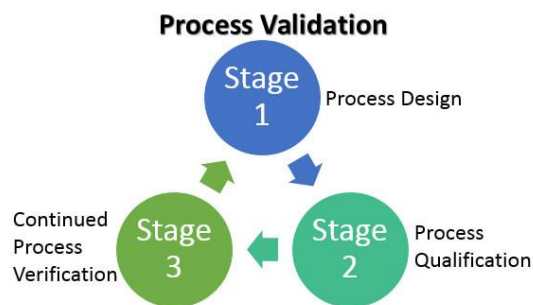 Process Validation
Stage
1
Process Design
Stage
2
Process
Qualification
Stage
3
Continued
Process
Verification